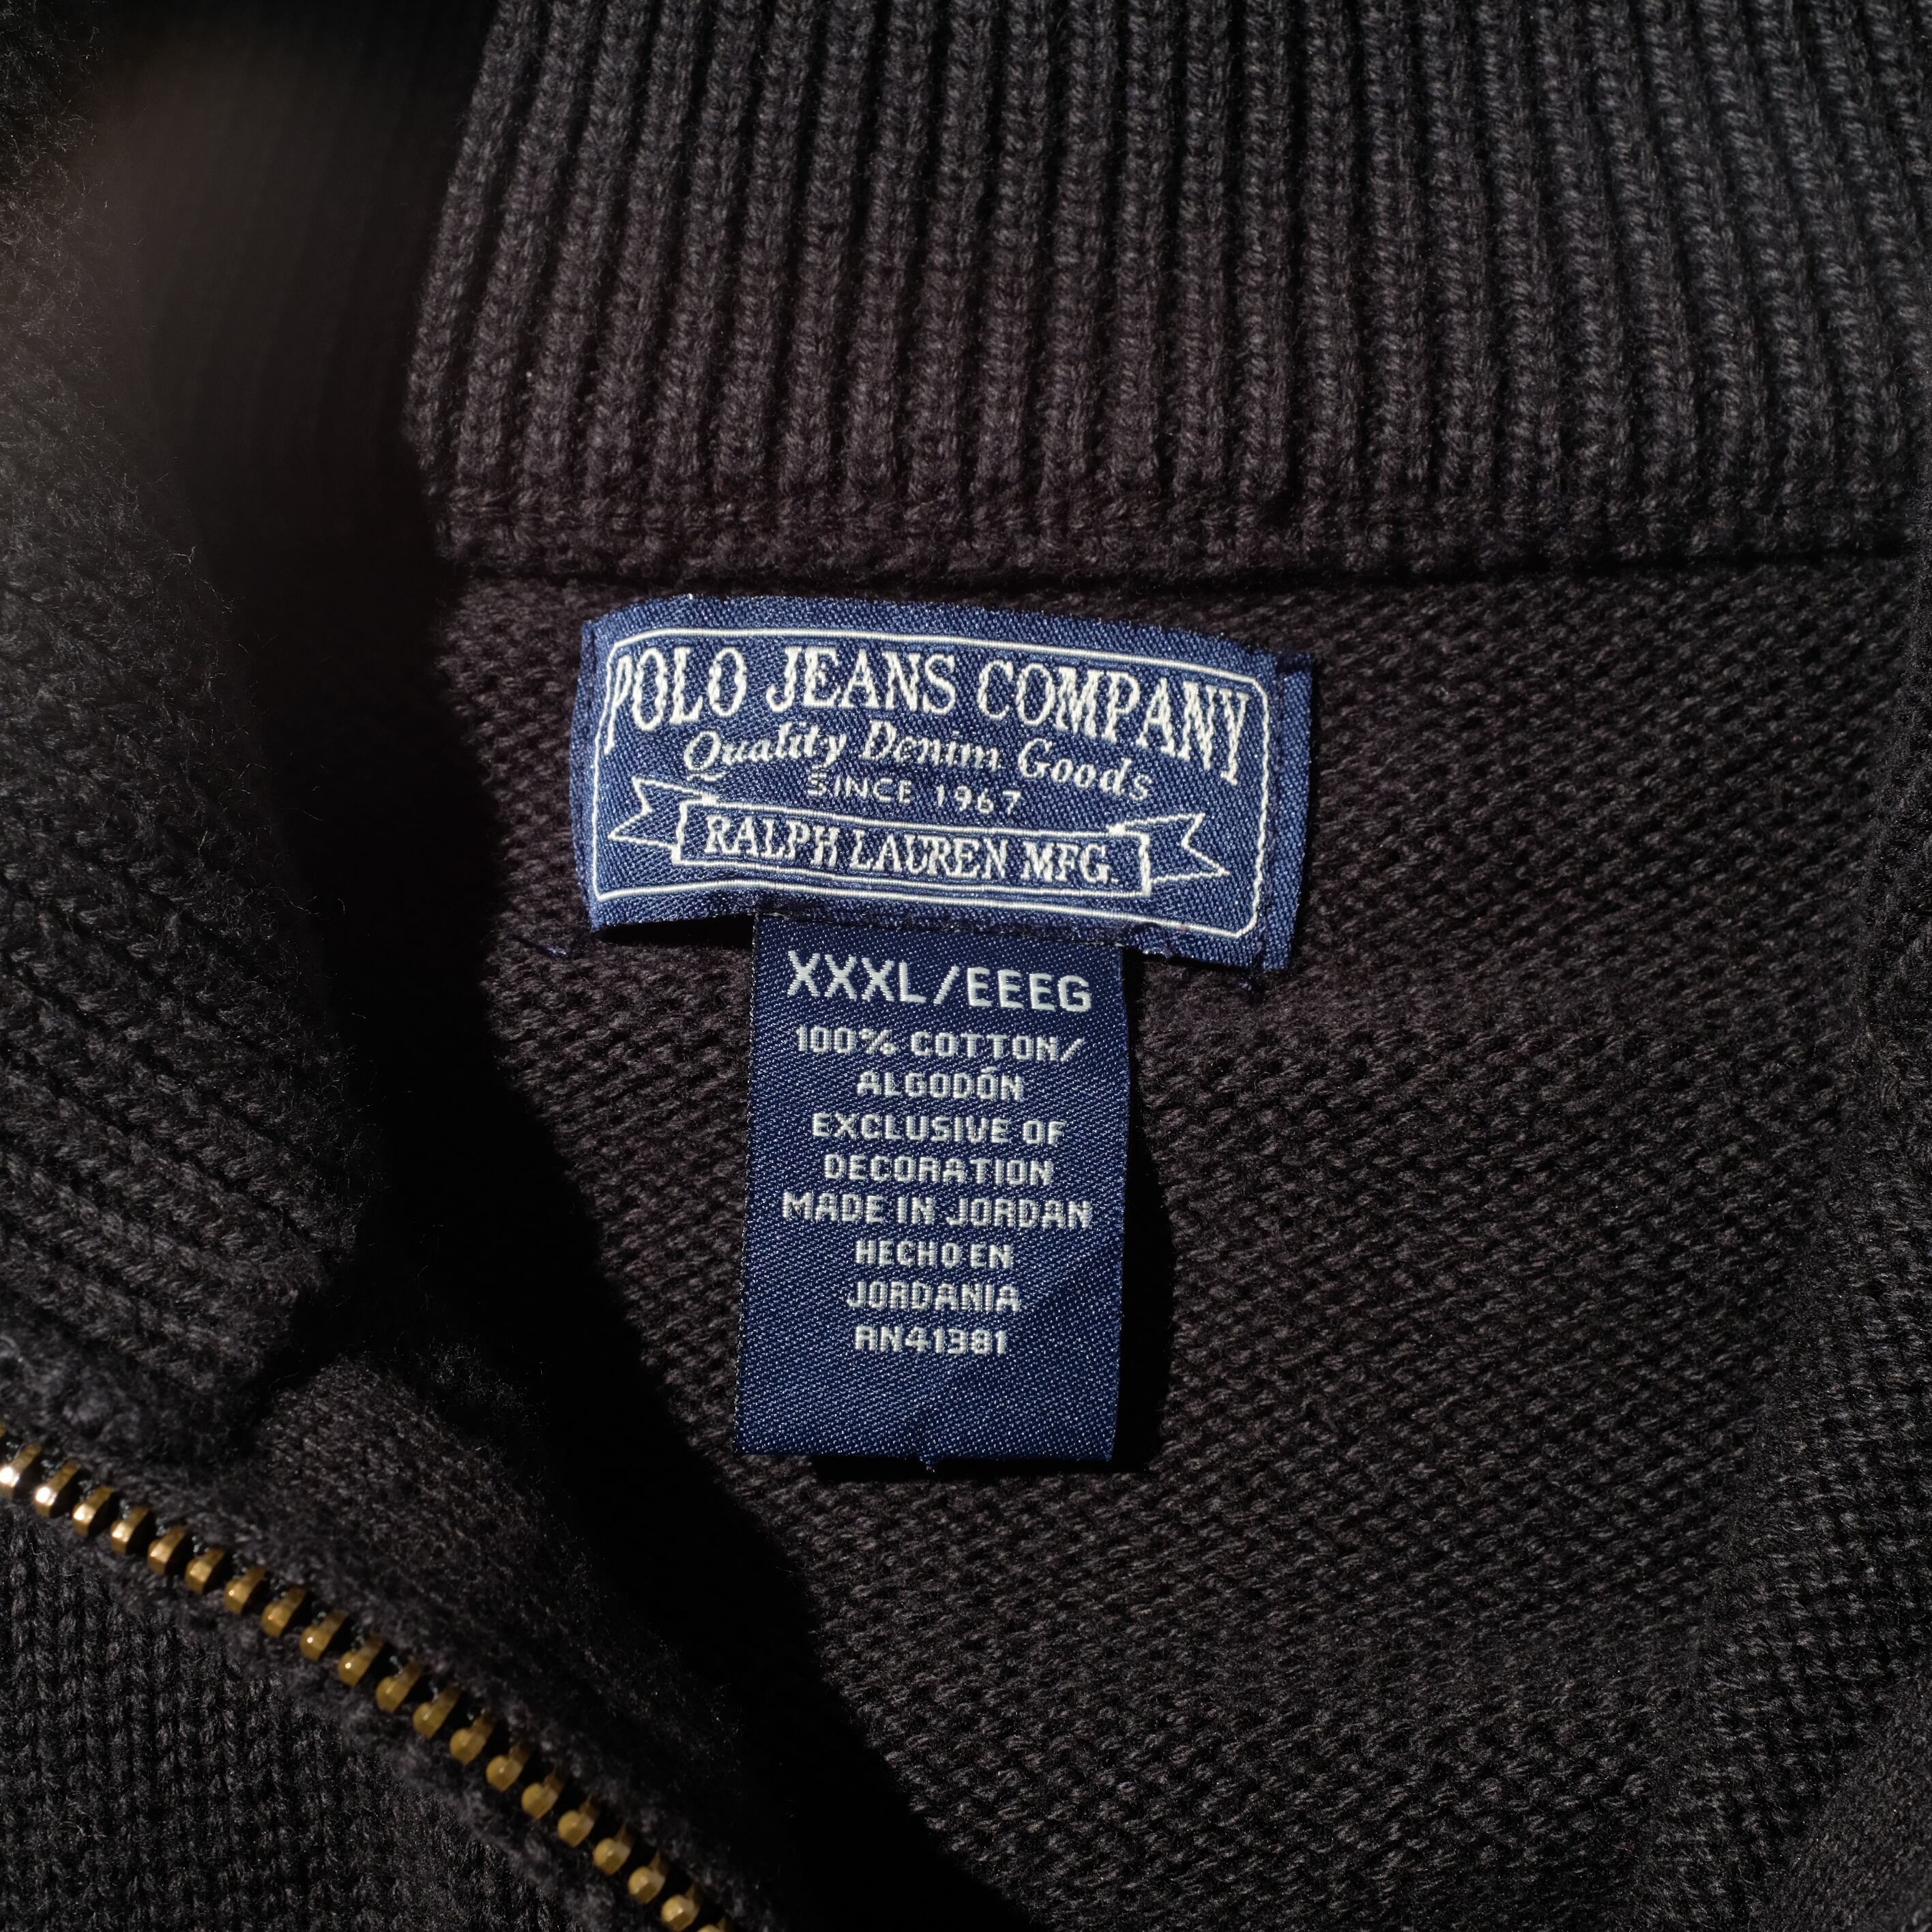 POLO JEANS COMPANY
Quality Denim Goods
SINCE 1967
RALPH LAUREN MFG.
XXXL/EEEG
100% COTTON/
ALGODÓN
EXCLUSIVE OF
DECORATION
MADE IN JORDAN
HECHO EN
JORDANIA
RN41381